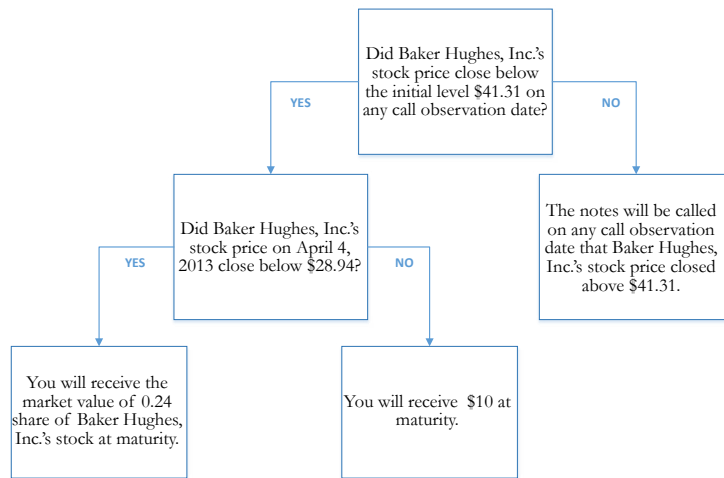 Did Baker Hughes, Inc.'s
stock price close below
the initial level $41.31 on
any call observation date?
YES
NO
Did Baker Hughes, Inc.'s
stock price on April 4,
2013 close below $28.94?
The notes will be called
on any call observation
date that Baker Hughes,
Inc.'s stock price closed
above $41.31.
YES
NO
You will receive the
market value of 0.24
share of Baker Hughes,
Inc.'s stock at maturity.
You will receive $10 at
maturity.